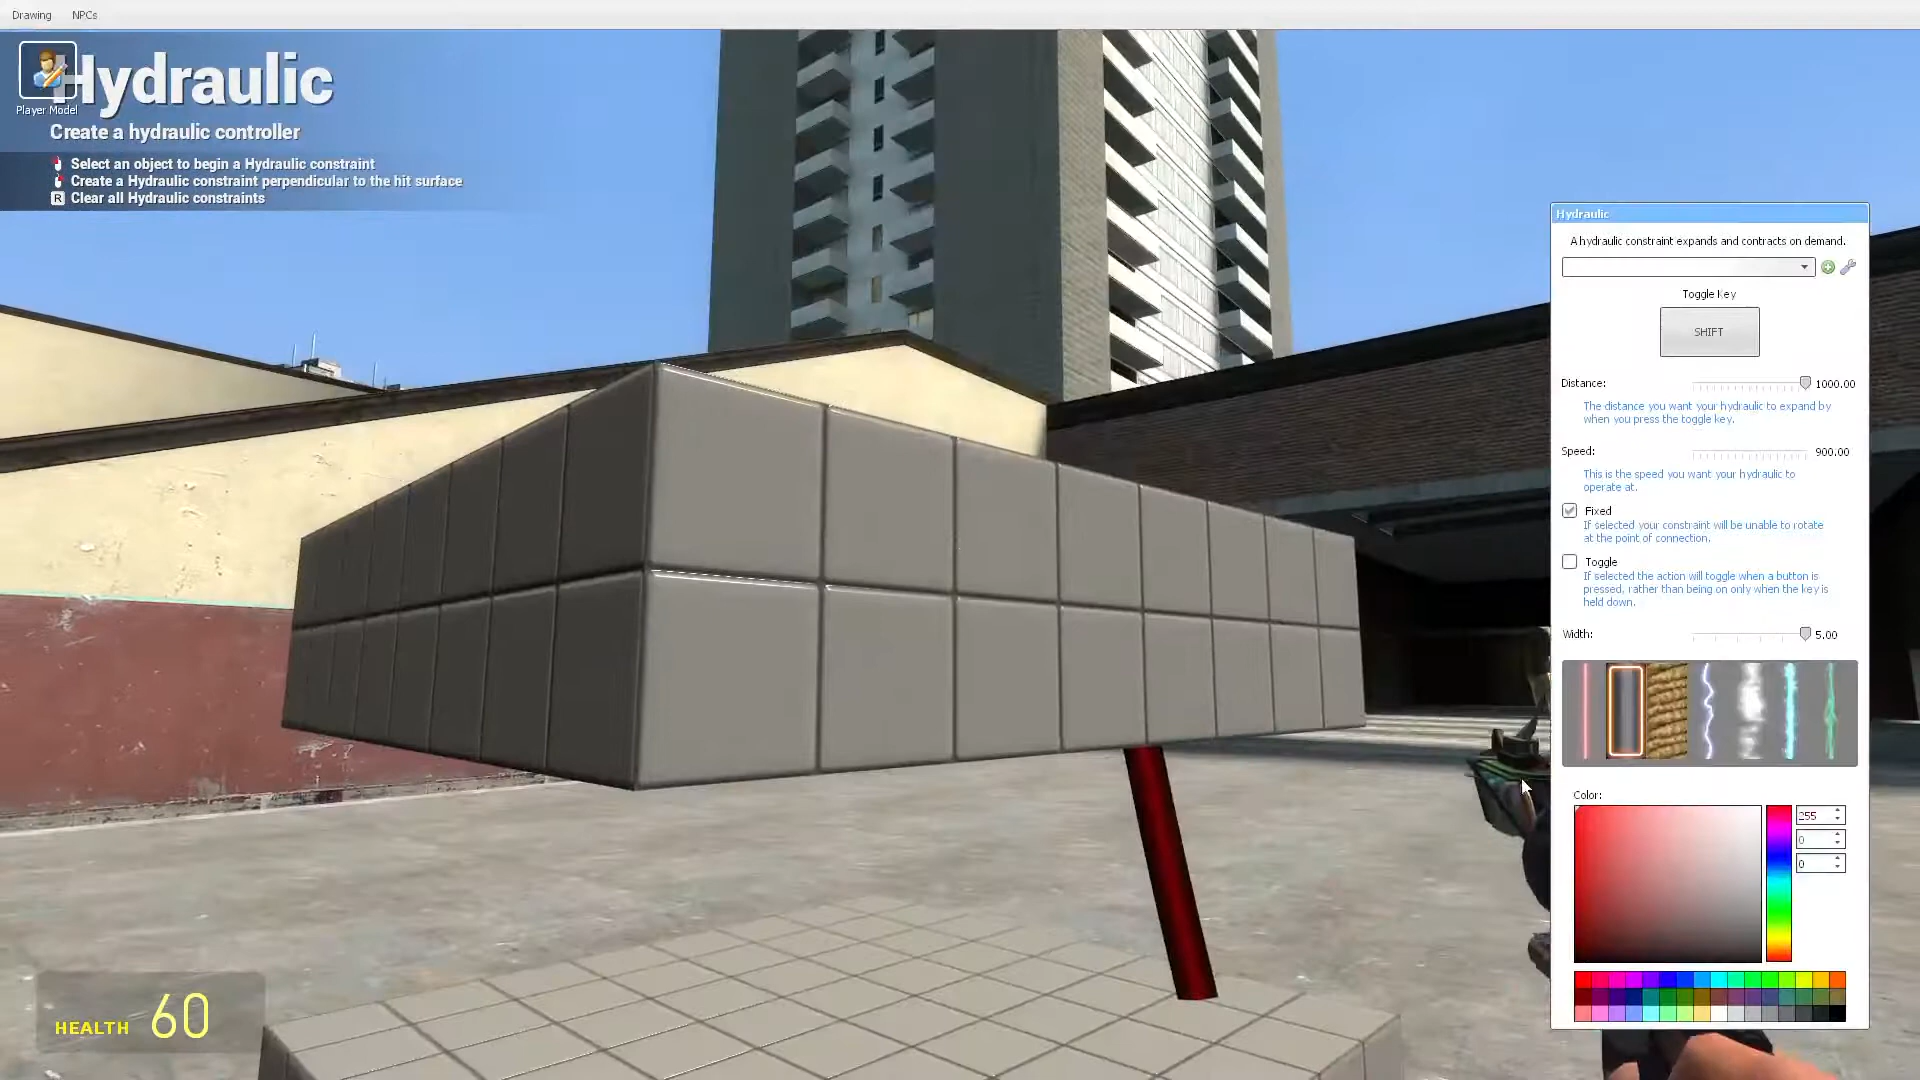 Drawing NPCs
Hydraulic
Player Model
Create a hydraulic controller
Select an object to begin a Hydraulic constraint
Create a Hydraulic constraint perpendicular to the hit surface
R Clear all Hydraulic constraints
Hydraulic
A hydraulic constraint expands and contracts on demand.
Toggle Key
SHIFT
Distance: 1000.00
The distance you want your hydraulic to expand by
when you press the toggle key.
Speed: 900.00
This is the speed you want your hydraulic to
operate at.
Fixed
If selected your constraint will be unable to rotate
at the point of connection.
Toggle
If selected the action will toggle when a button is
pressed, rather than being on only when the key is
held down.
Width: 5.00
Color:
255
0
0
HEALTH 60